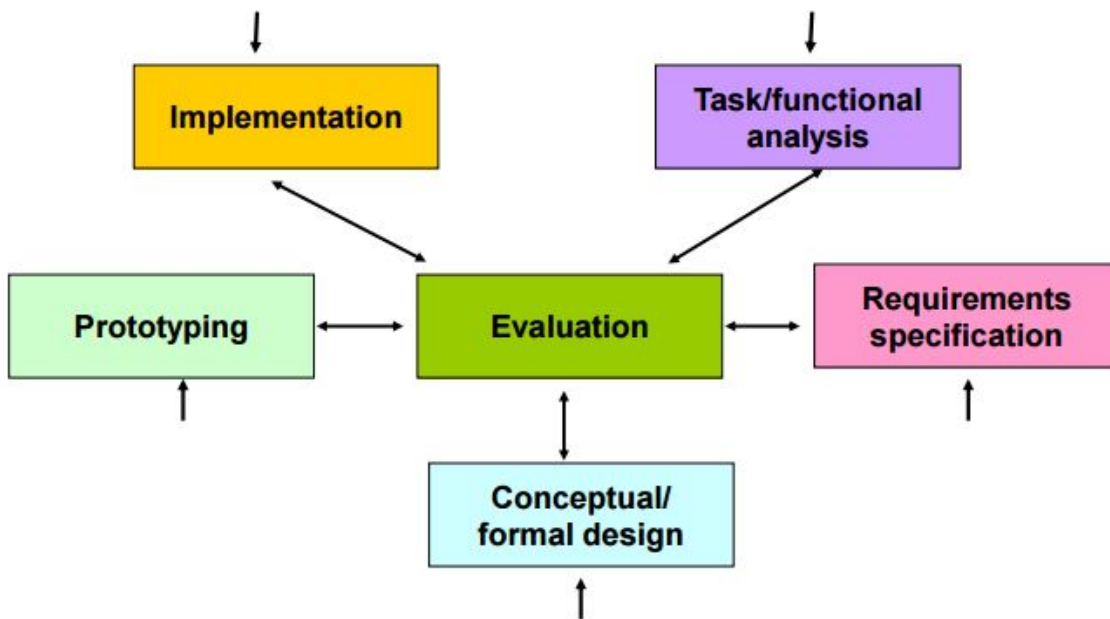 Implementation
Task/functional
analysis
Prototyping
Evaluation
Requirements
specification
Conceptual/
formal design